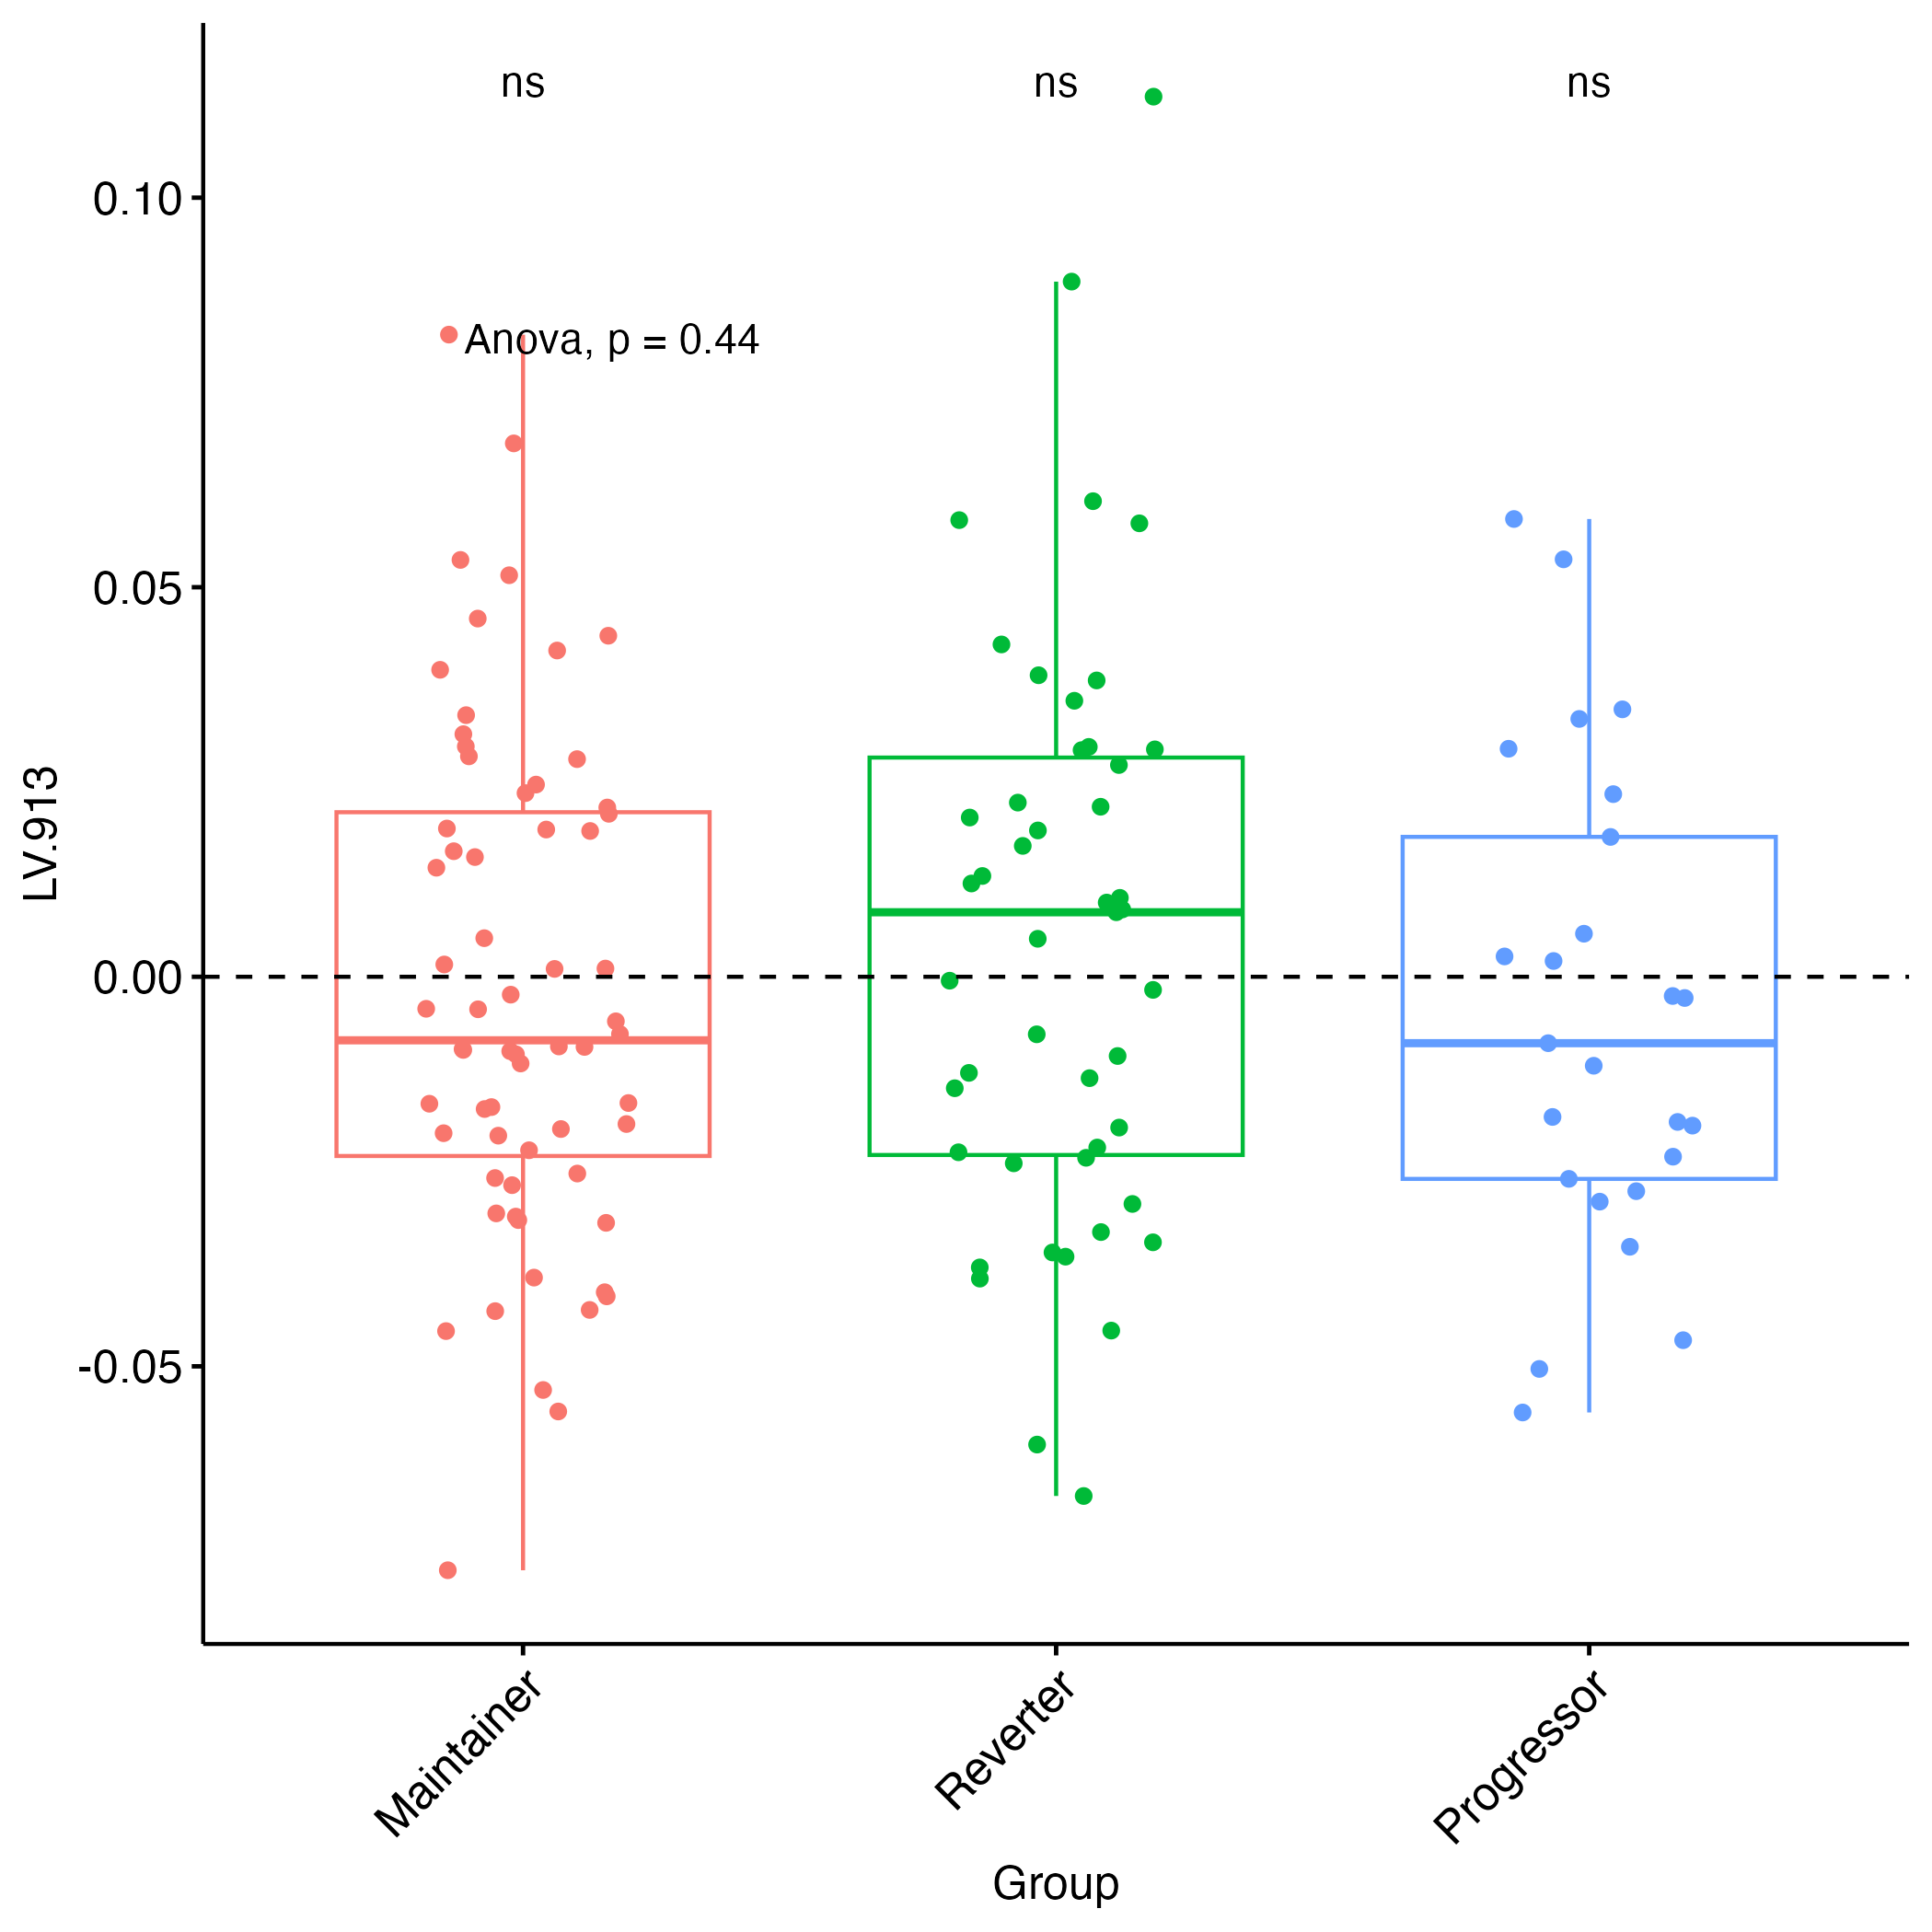 ns ns ns
0.10
Anova, p = 0.44
0.05
LV.913
0.00
-0.05
Maintainer Reverter Progressor
Group